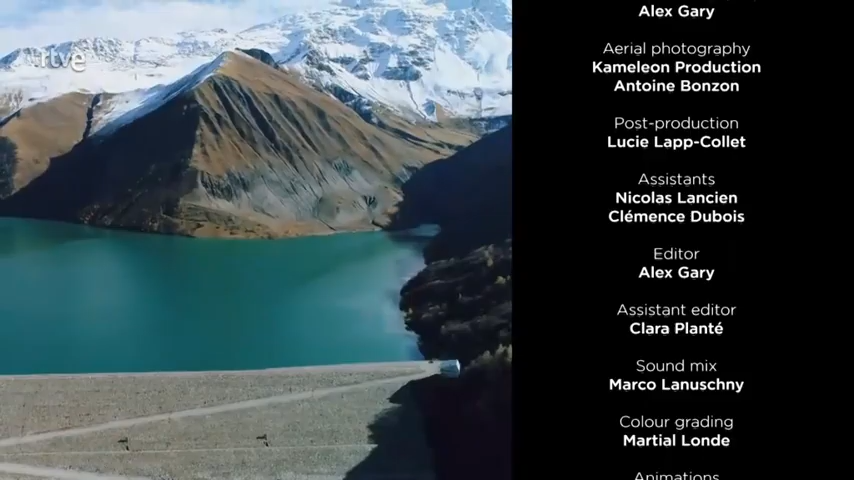 rtve
Alex Gary
Aerial photography
Kameleon Production
Antoine Bonzon
Post-production
Lucie Lapp-Collet
Assistants
Nicolas Lancien
Clémence Dubois
Editor
Alex Gary
Assistant editor
Clara Planté
Sound mix
Marco Lanuschny
Colour grading
Martial Londe
Animations